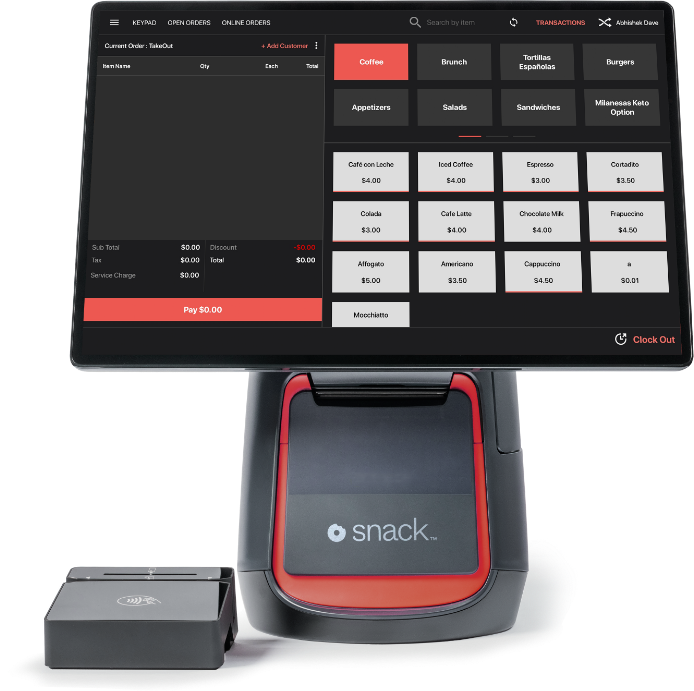 KEYPAD OPEN ORDERS ONLINE ORDERS Search by item TRANSACTIONS Abhishek Dave
Current Order : TakeOut + Add Customer
Item Name Qty Each Total
Sub Total $0.00 Discount -$0.00
Tax $0.00 Total $0.00
Service Charge $0.00
Pay $0.00
Coffee Brunch Tortillas Españolas Burgers
Appetizers Salads Sandwiches Milanesas Keto Option
Café con Leche Iced Coffee Espresso Cortadito
$4.00 $4.00 $3.00 $3.50
Colada Cafe Latte Chocolate Milk Frapuccino
$3.00 $4.00 $4.00 $4.50
Affogato Americano Cappuccino a
$5.00 $3.50 $4.50 $0.01
Mocchiatto
Clock Out
snack™